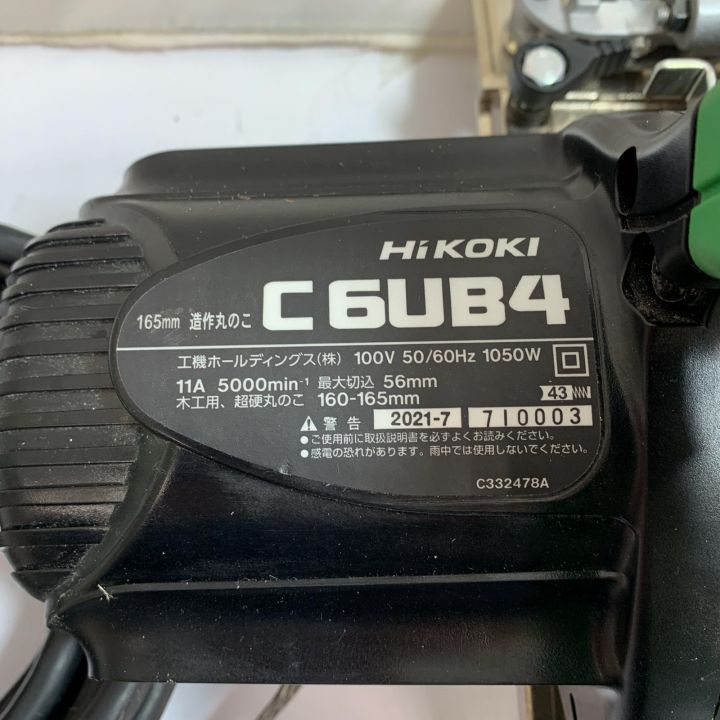 HiKOKI
165mm 造作丸のこ C 6UB4
工機ホールディングス(株) 100V 50/60Hz 1050W
11A 5000min⁻¹ 最大切込 56mm
木工用、超硬丸のこ 160-165mm
43
警告 2021-7 710003
●ご使用前に取扱説明書を必ずよくお読みください。
●感電の恐れがあります。雨中では使用しないでください。
C332478A